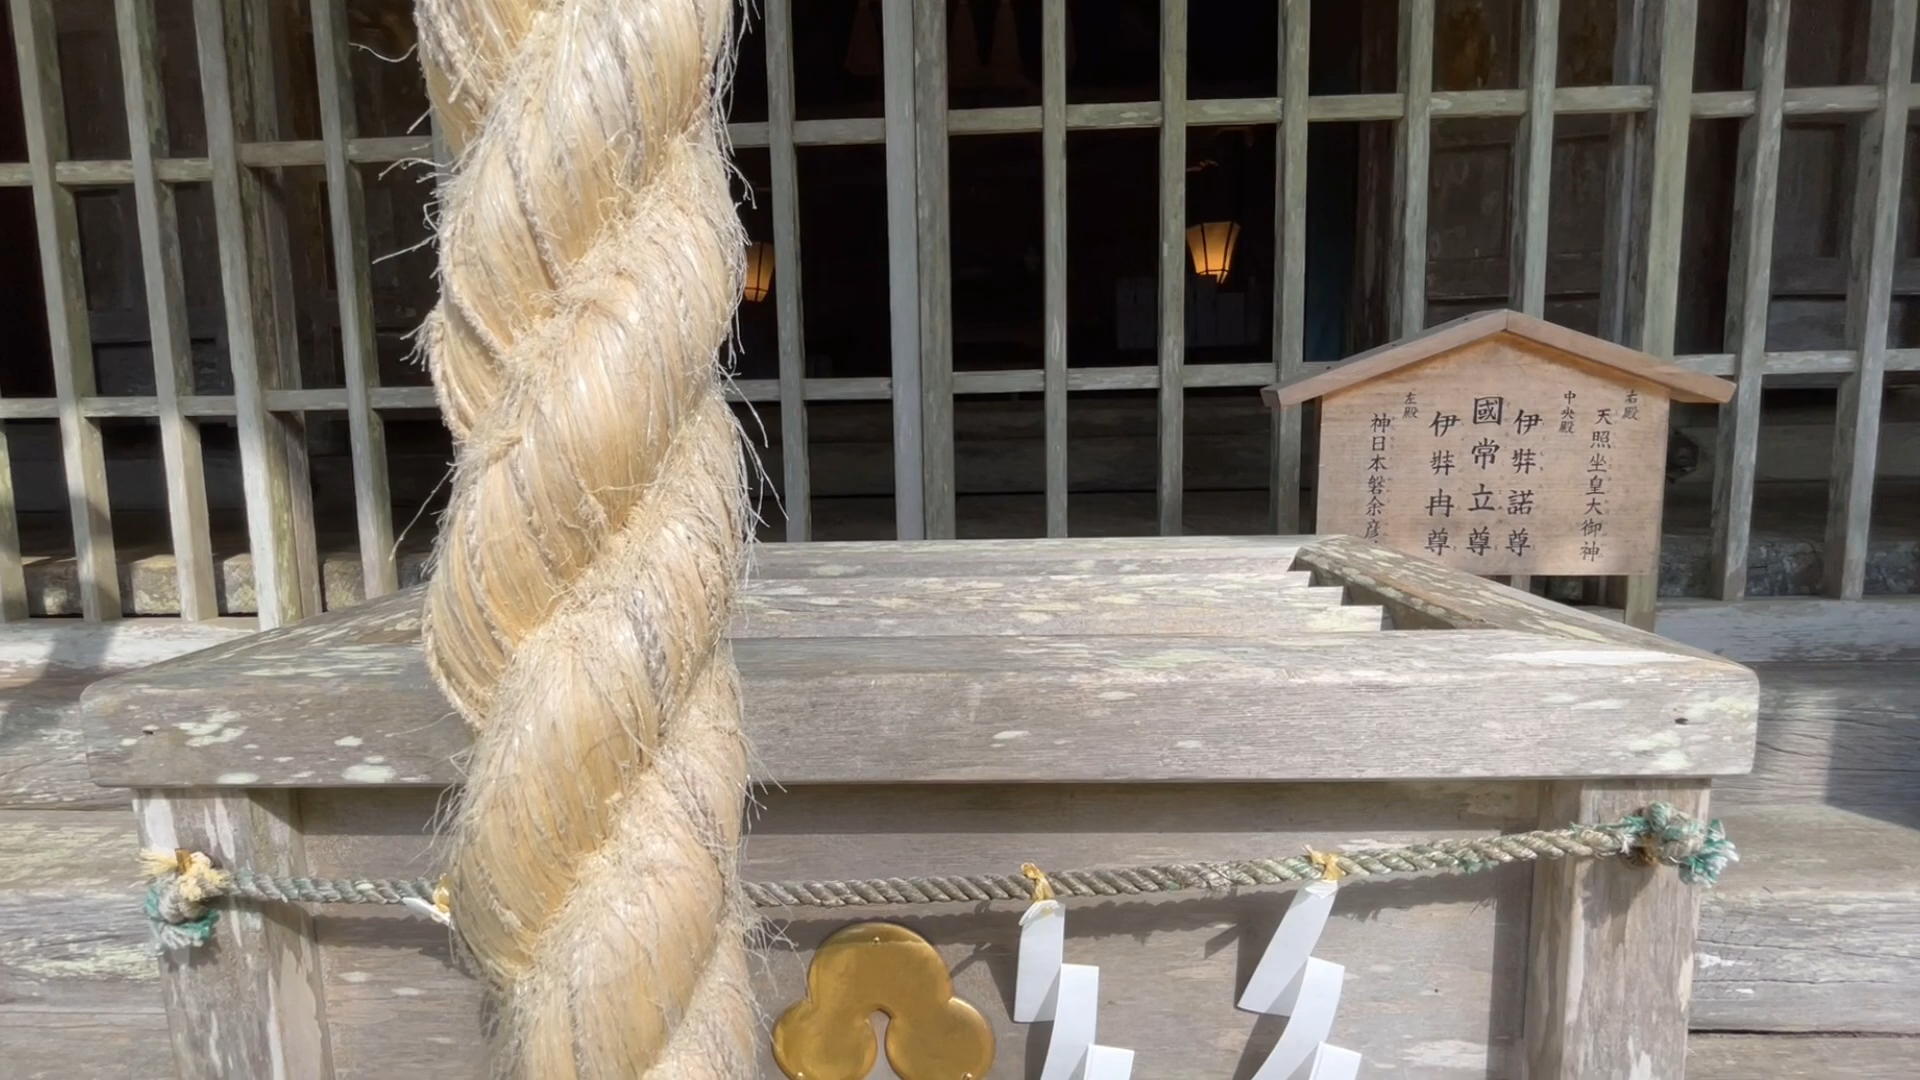 右殿
天照坐皇大御神
中央殿
伊弉諾尊
國常立尊
伊弉冉尊
左殿
神日本磐余彦